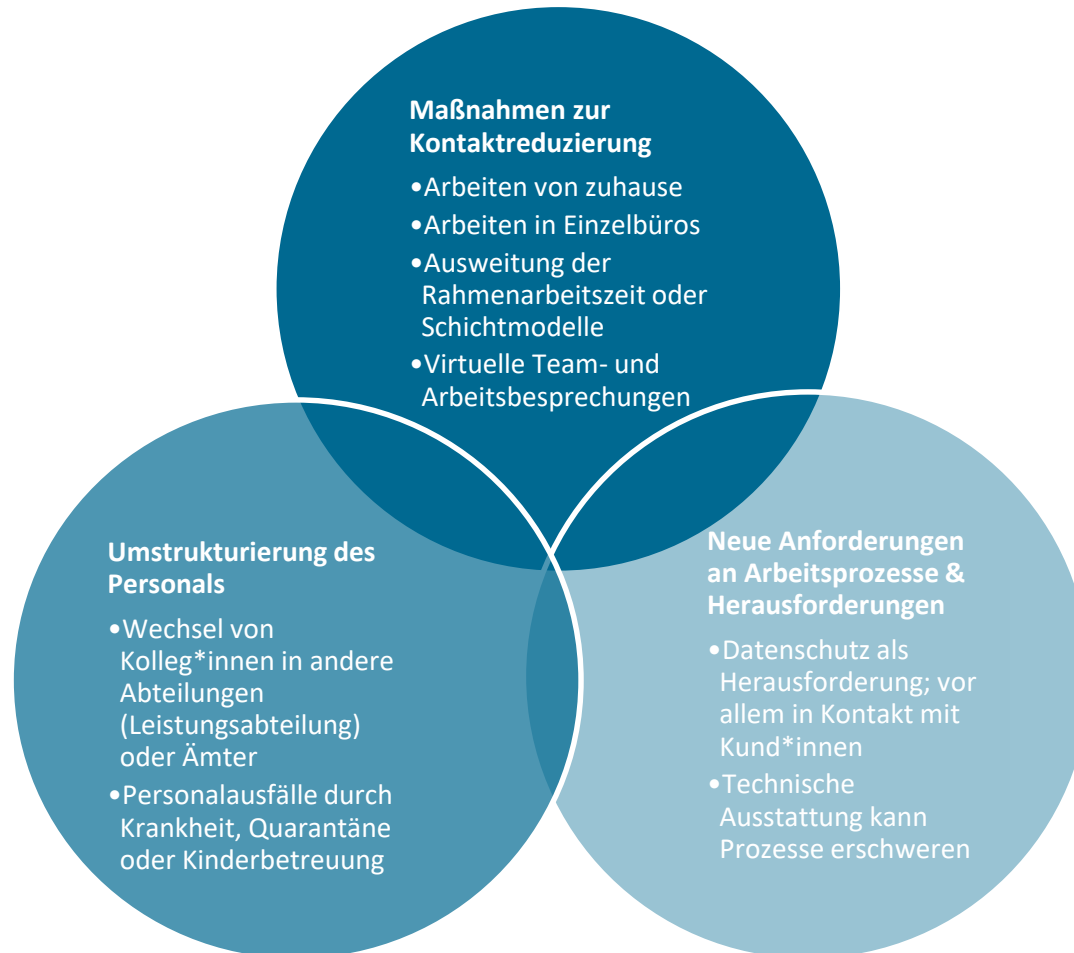 Maßnahmen zur
Kontaktreduzierung
•Arbeiten von zuhause
•Arbeiten in Einzelbüros
•Ausweitung der
Rahmenarbeitszeit oder
Schichtmodelle
•Virtuelle Team- und
Arbeitsbesprechungen
Umstrukturierung des
Personals
•Wechsel von
Kolleg*innen in andere
Abteilungen
(Leistungsabteilung)
oder Ämter
•Personalausfälle durch
Krankheit, Quarantäne
oder Kinderbetreuung
Neue Anforderungen
an Arbeitsprozesse &
Herausforderungen
•Datenschutz als
Herausforderung; vor
allem in Kontakt mit
Kund*innen
•Technische
Ausstattung kann
Prozesse erschweren